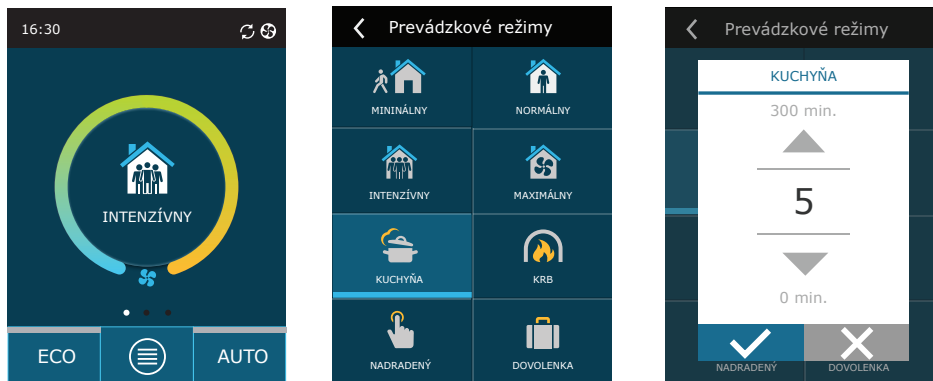 16:30
INTENZÍVNY
ECO
AUTO
Prevádzkové režimy
MININÁLNY
NORMÁLNY
INTENZÍVNY
MAXIMÁLNY
KUCHYŇA
KRB
NADRADENÝ
DOVOLENKA
Prevádzkové režimy
KUCHYŇA
300 min.
5
0 min.
NADRADENÝ
DOVOLENKA